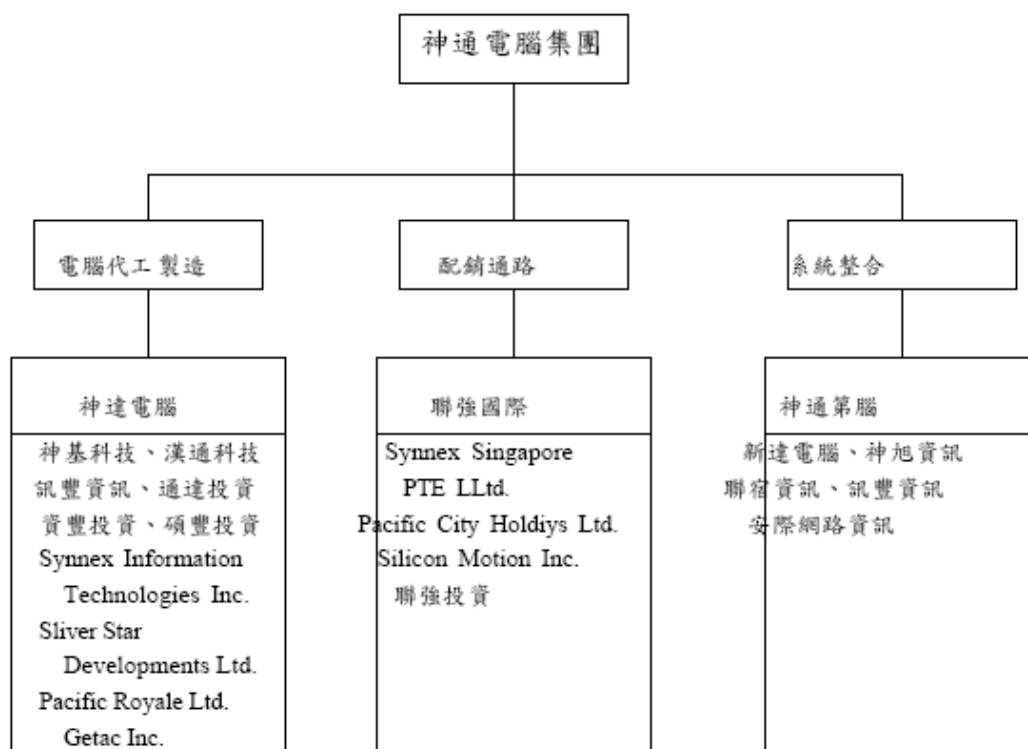 神通電腦集團
電腦代工製造
配銷通路
系統整合
神達電腦
神基科技、漢通科技
訊豐資訊、通達投資
資豐投資、碩豐投資
Synnex Information
Technologies Inc.
Sliver Star
Developments Ltd.
Pacific Royale Ltd.
Getac Inc.
聯強國際
Synnex Singapore
PTE LLtd.
Pacific City Holdiys Ltd.
Silicon Motion Inc.
聯強投資
神通第腦
新達電腦、神旭資訊
聯宿資訊、訊豐資訊
安際網路資訊